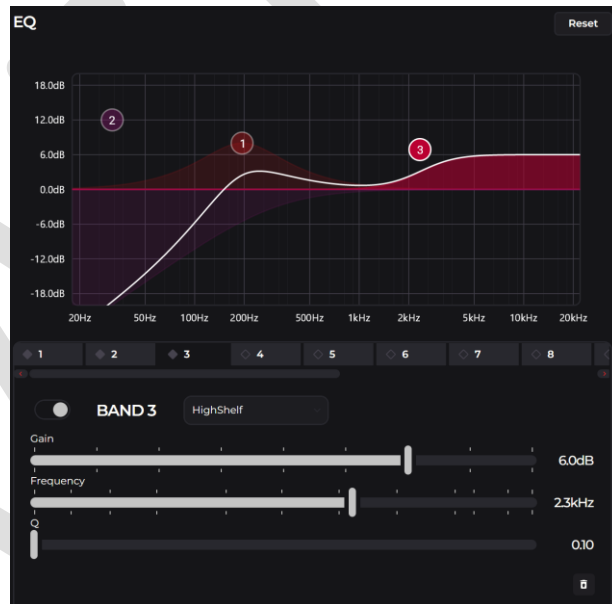 EQ Reset
18.0dB
12.0dB
2
1
6.0dB
3
0.0dB
-6.0dB
-12.0dB
-18.0dB
20Hz 50Hz 100Hz 200Hz 500Hz 1kHz 2kHz 5kHz 10kHz 20kHz
1 2 3 4 5 6 7 8
BAND 3 HighShelf
Gain
6.0dB
Frequency
2.3kHz
Q
0.10